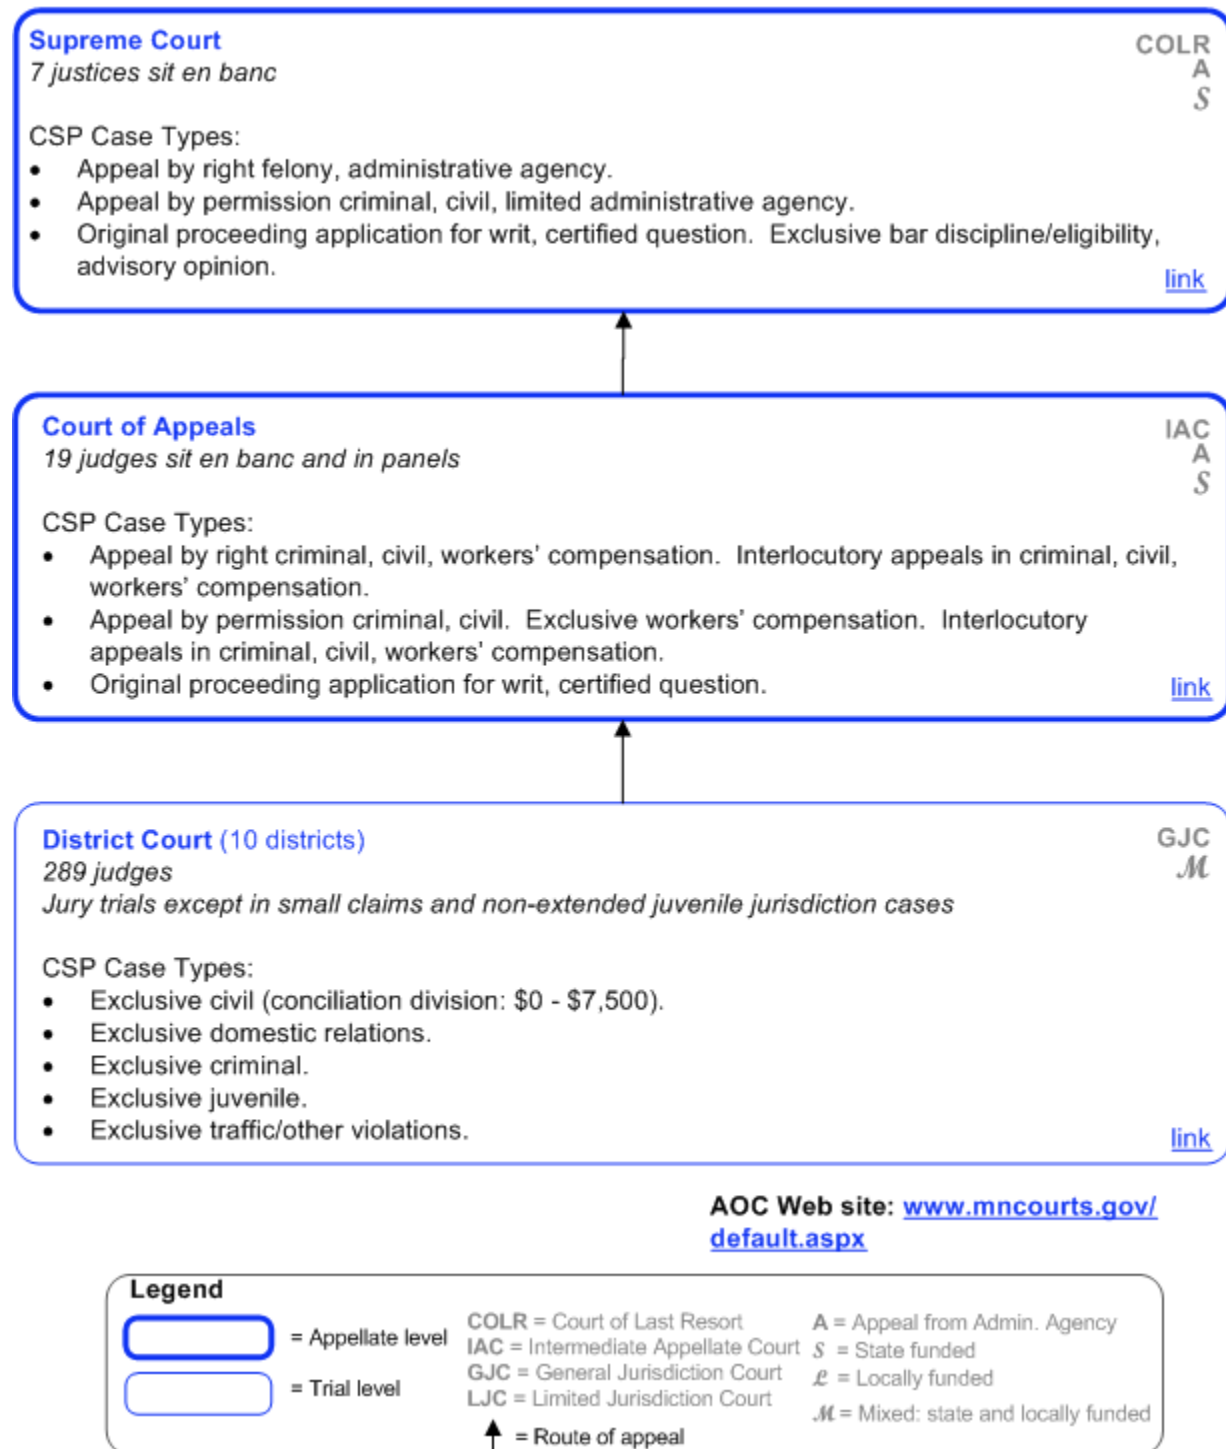 Supreme Court
COLR
7 justices sit en banc
A
S
CSP Case Types:
• Appeal by right felony, administrative agency.
• Appeal by permission criminal, civil, limited administrative agency.
• Original proceeding application for writ, certified question.  Exclusive bar discipline/eligibility,
advisory opinion.
link
Court of Appeals
IAC
19 judges sit en banc and in panels
A
S
CSP Case Types:
• Appeal by right criminal, civil, workers’ compensation.  Interlocutory appeals in criminal, civil,
workers’ compensation.
• Appeal by permission criminal, civil.  Exclusive workers’ compensation.  Interlocutory
appeals in criminal, civil, workers’ compensation.
• Original proceeding application for writ, certified question.
link
District Court (10 districts)
GJC
289 judges
M
Jury trials except in small claims and non-extended juvenile jurisdiction cases
CSP Case Types:
• Exclusive civil (conciliation division: $0 - $7,500).
• Exclusive domestic relations.
• Exclusive criminal.
• Exclusive juvenile.
• Exclusive traffic/other violations.
link
AOC Web site: www.mncourts.gov/
default.aspx
Legend
= Appellate level
= Trial level
COLR = Court of Last Resort
IAC = Intermediate Appellate Court
GJC = General Jurisdiction Court
LJC = Limited Jurisdiction Court
= Route of appeal
A = Appeal from Admin. Agency
S = State funded
L = Locally funded
M = Mixed: state and locally funded